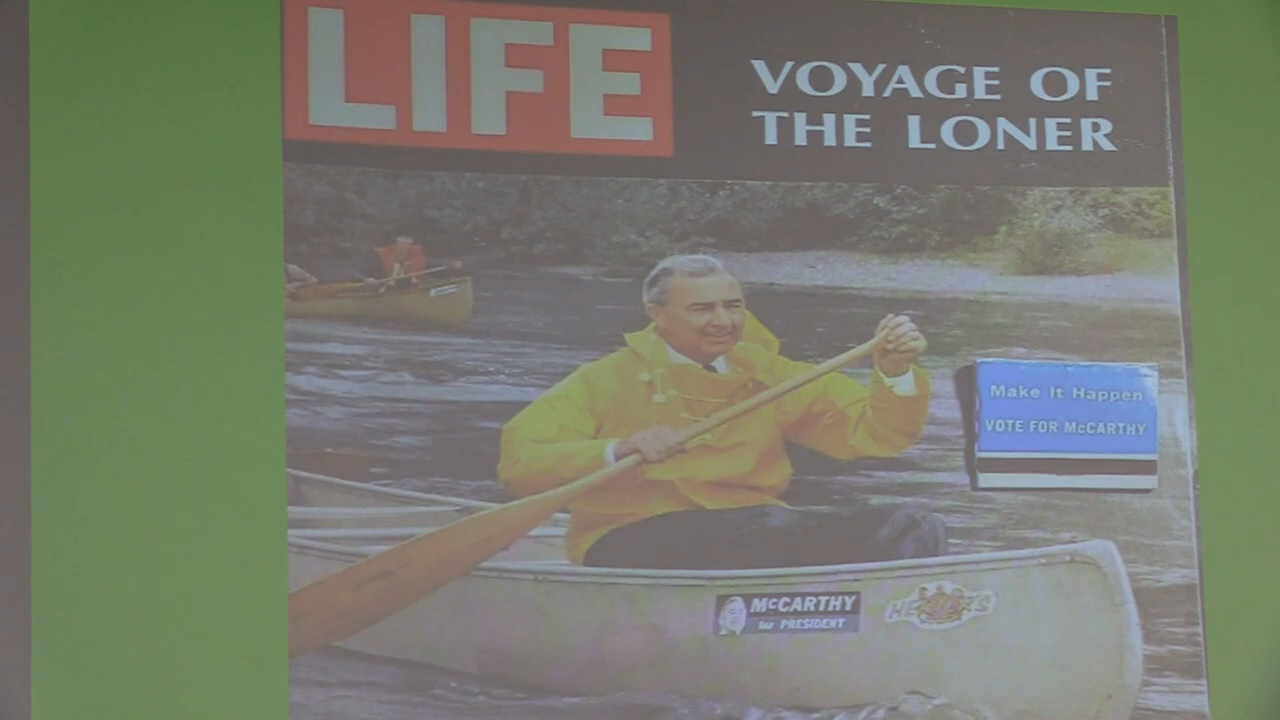 LIFE
VOYAGE OF
THE LONER
Make It Happen
VOTE FOR McCARTHY
McCARTHY
for PRESIDENT